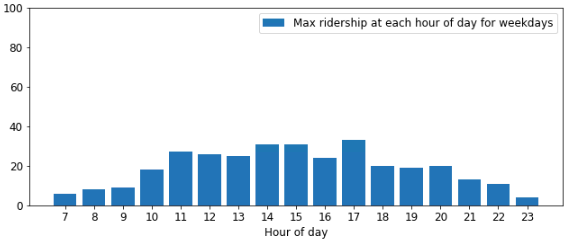 100
Max ridership at each hour of day for weekdays
80
60
40
20
0
7 8 9 10 11 12 13 14 15 16 17 18 19 20 21 22 23
Hour of day